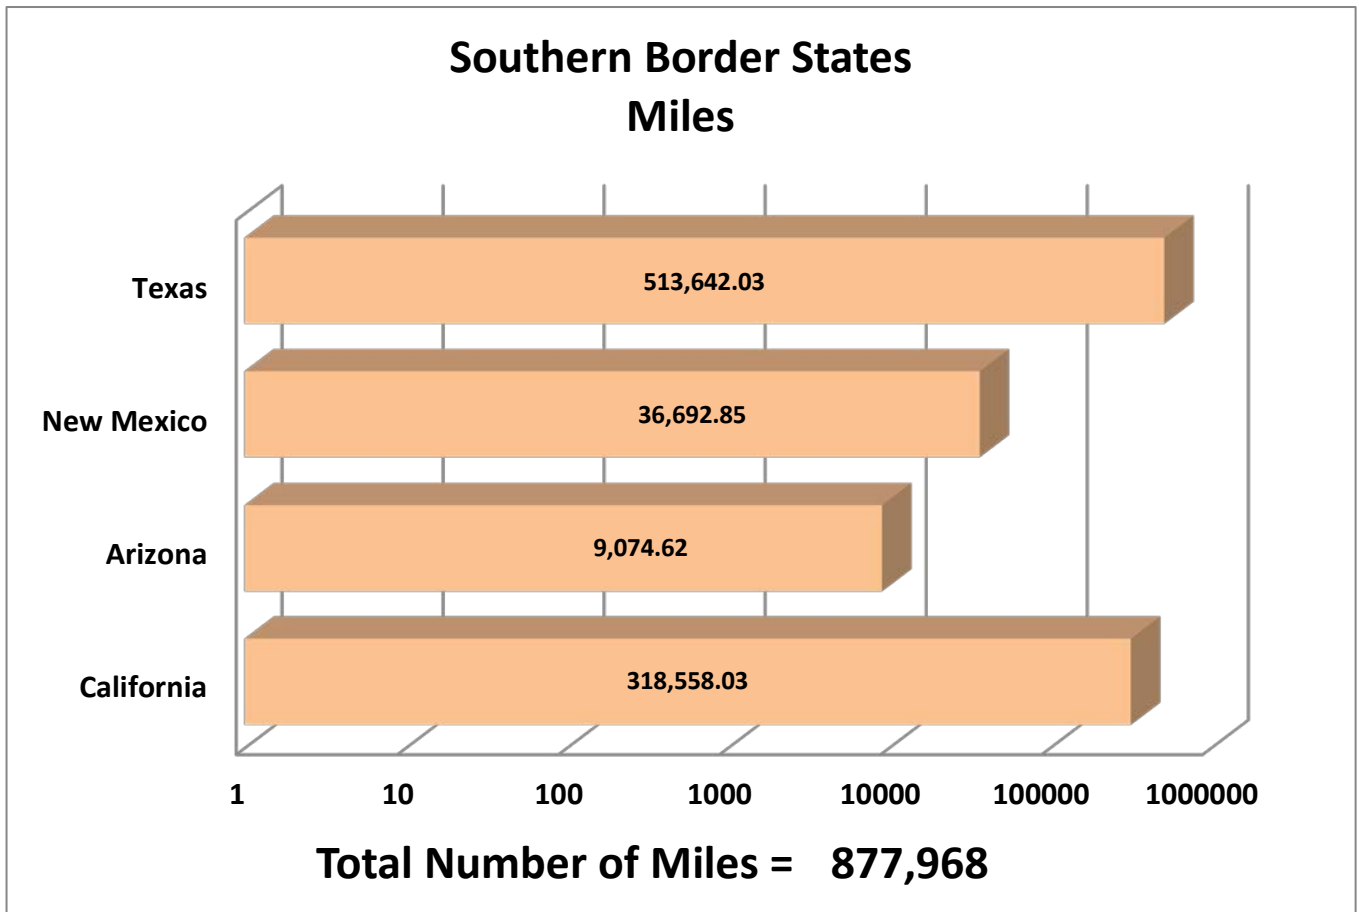 Southern Border States
Miles
Texas
513,642.03
New Mexico
36,692.85
Arizona
9,074.62
California
318,558.03
1 10 100 1000 10000 100000 1000000
Total Number of Miles = 877,968